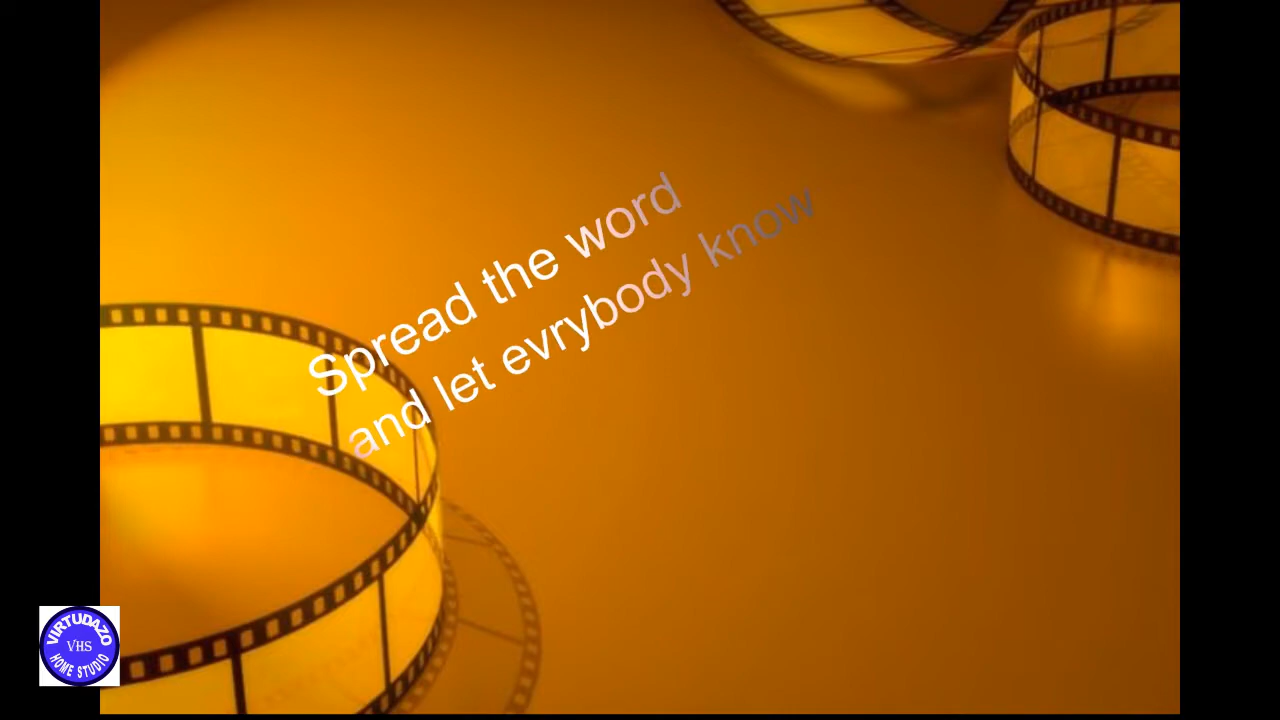 Spread the word
and let evrybody know
VIRTUDAZO
VHS
HOME STUDIO